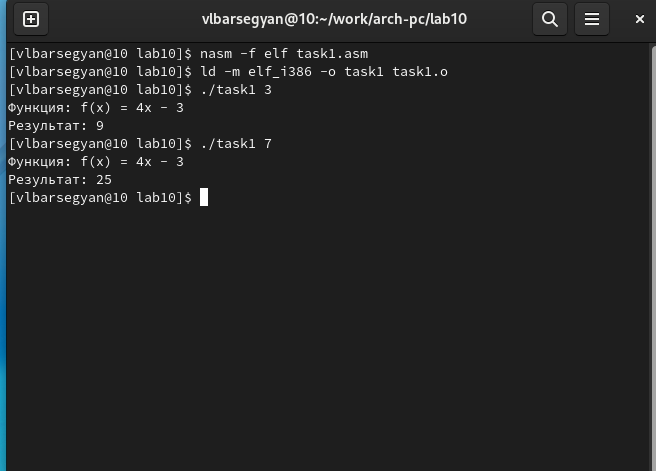 vlbarsegyan@10:~/work/arch-pc/lab10
[vlbarsegyan@10 lab10]$ nasm -f elf task1.asm
[vlbarsegyan@10 lab10]$ ld -m elf_i386 -o task1 task1.o
[vlbarsegyan@10 lab10]$ ./task1 3
Функция: f(x) = 4x - 3
Результат: 9
[vlbarsegyan@10 lab10]$ ./task1 7
Функция: f(x) = 4x - 3
Результат: 25
[vlbarsegyan@10 lab10]$